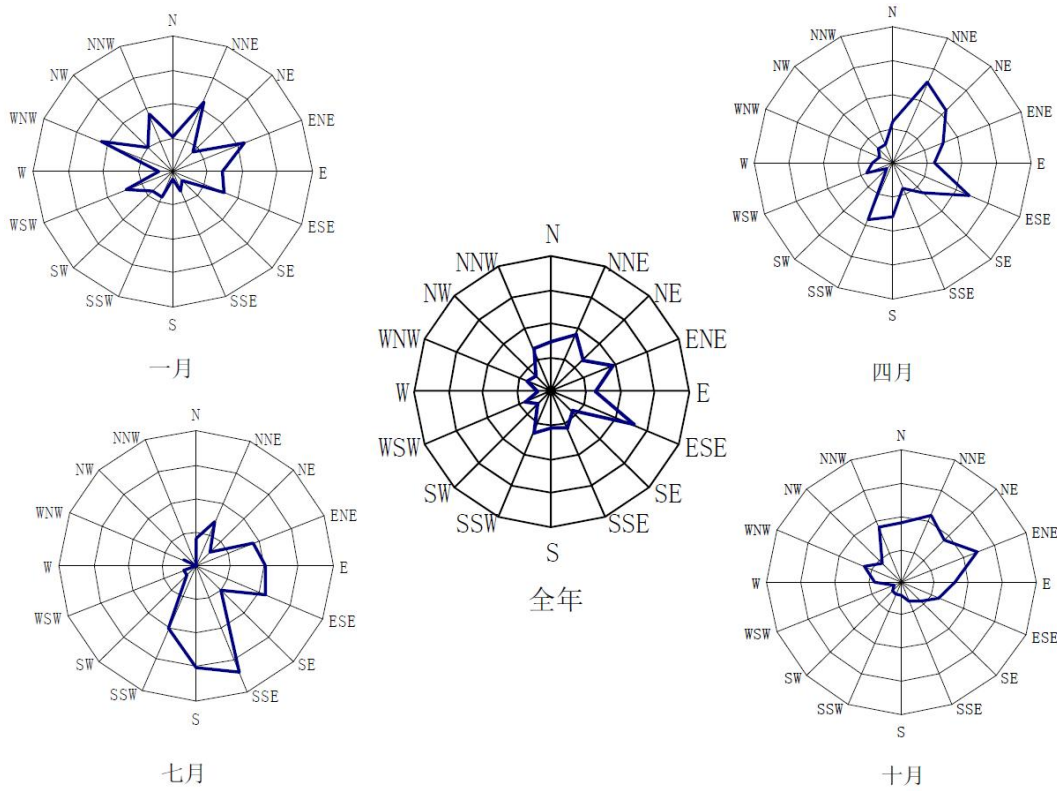 N
NNW NNE
NW NE
WNW ENE
W E
WSW ESE
SW SE
SSW SSE
S
一月
N
NNW NNE
NW NE
WNW ENE
W E
WSW ESE
SW SE
SSW SSE
S
四月
N
NNW NNE
NW NE
WNW ENE
W E
WSW ESE
SW SE
SSW SSE
S
全年
N
NNW NNE
NW NE
WNW ENE
W E
WSW ESE
SW SE
SSW SSE
S
七月
N
NNW NNE
NW NE
WNW ENE
W E
WSW ESE
SW SE
SSW SSE
S
十月